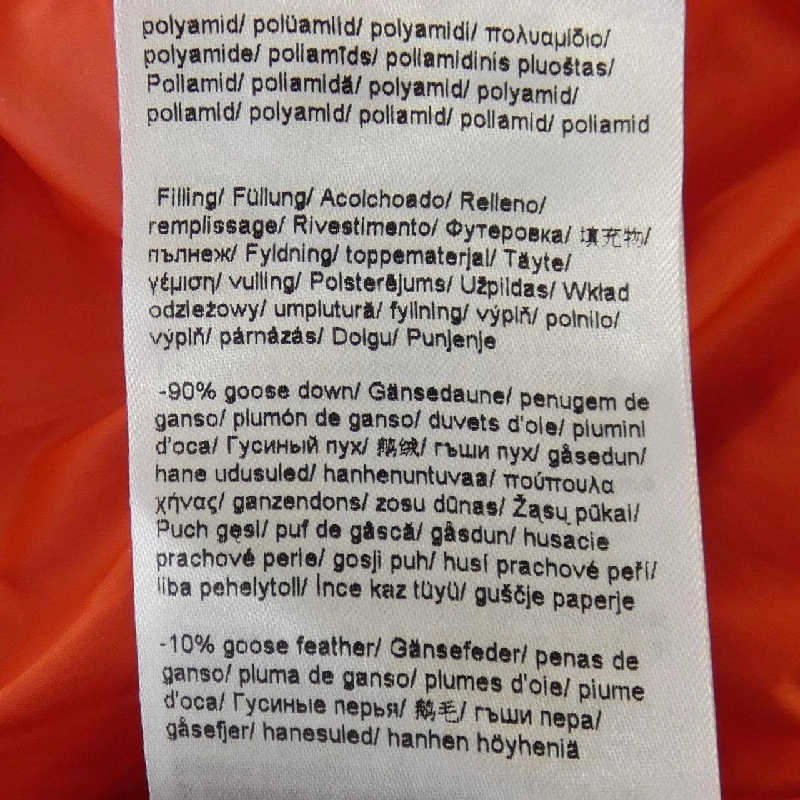 polyamid/ polüamiid/ polyamidi/ πολυαμίδιο/
polyamide/ poliamīds/ poliamidinis pluoštas/
Poliamid/ poliamidă/ polyamid/ polyamid/
poliamid/ polyamid/ poliamid/ poliamid/ poliamid
Filling/ Füllung/ Acolchoado/ Relleno/
remplissage/ Rivestimento/ Футеровка/ 填充物/
пълнеж/ Fyldning/ toppematerjal/ Täyte/
γέμιση/ vulling/ Polsterējums/ Užpildas/ Wkład
odzieżowy/ umplutură/ fyllning/ výplň/ polnilo/
výplň/ párnázás/ Dolgu/ Punjenje
-90% goose down/ Gänsedaune/ penugem de
ganso/ plumón de ganso/ duvets d'oie/ piumini
d'oca/ Гусиный пух/ 鹅绒/ гъши пух/ gåsedun/
hane udusuled/ hanhenuntuvaa/ πούπουλα
χήνας/ ganzendons/ zosu dūnas/ Žąsų pūkai/
Puch gęsi/ puf de gâscă/ gåsdun/ husacie
prachové perie/ gosji puh/ husí prachové peří/
liba pehelytoll/ İnce kaz tüyü/ guščje paperje
-10% goose feather/ Gänsefeder/ penas de
ganso/ pluma de ganso/ plumes d'oie/ piume
d'oca/ Гусиные перья/ 鹅毛/ гъши пера/
gåsefjer/ hanesuled/ hanhen höyheniä